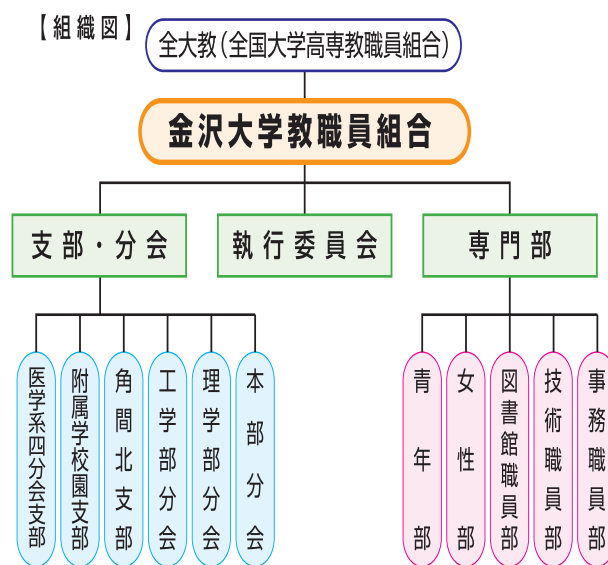 【組織図】
全大教（全国大学高専教職員組合）
金沢大学教職員組合
支部・分会
執行委員会
専門部
医学系四分会支部
附属学校園支部
角間北支部
工学部分会
理学部分会
本部分会
青年部
女性部
図書館職員部
技術職員部
事務職員部